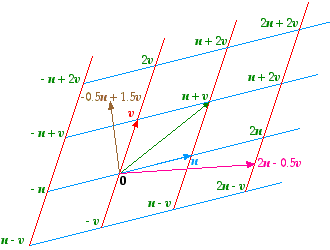 2u + 2v
u + 2v
2v
- u + 2v
u + 2v
-0.5u + 1.5v
u + v
v
- u + v
2u
u
2u - 0.5v
0
- u
2u - v
u - v
- v
u - v